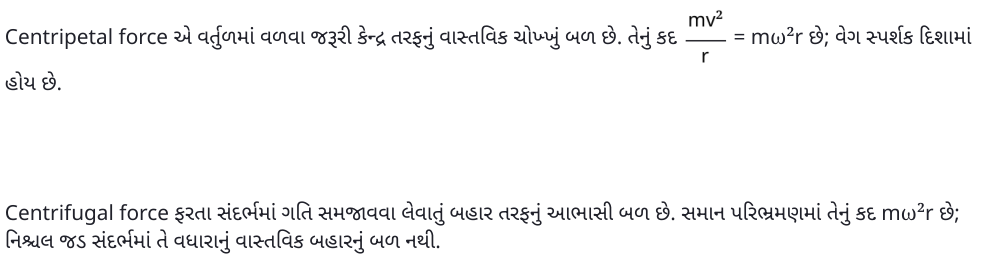 Centripetal force એ વર્તુળમાં વળવા જરૂરી કેન્દ્ર તરફનું વાસ્તવિક ચોખ્ખું બળ છે. તેનું કદ mv²/r = mω²r છે; વેગ સ્પર્શક દિશામાં
હોય છે.
Centrifugal force ફરતા સંદર્ભમાં ગતિ સમજાવવા લેવાતું બહાર તરફનું આભાસી બળ છે. સમાન પરિભ્રમણમાં તેનું કદ mω²r છે;
નિશ્ચલ જડ સંદર્ભમાં તે વધારાનું વાસ્તવિક બહારનું બળ નથી.